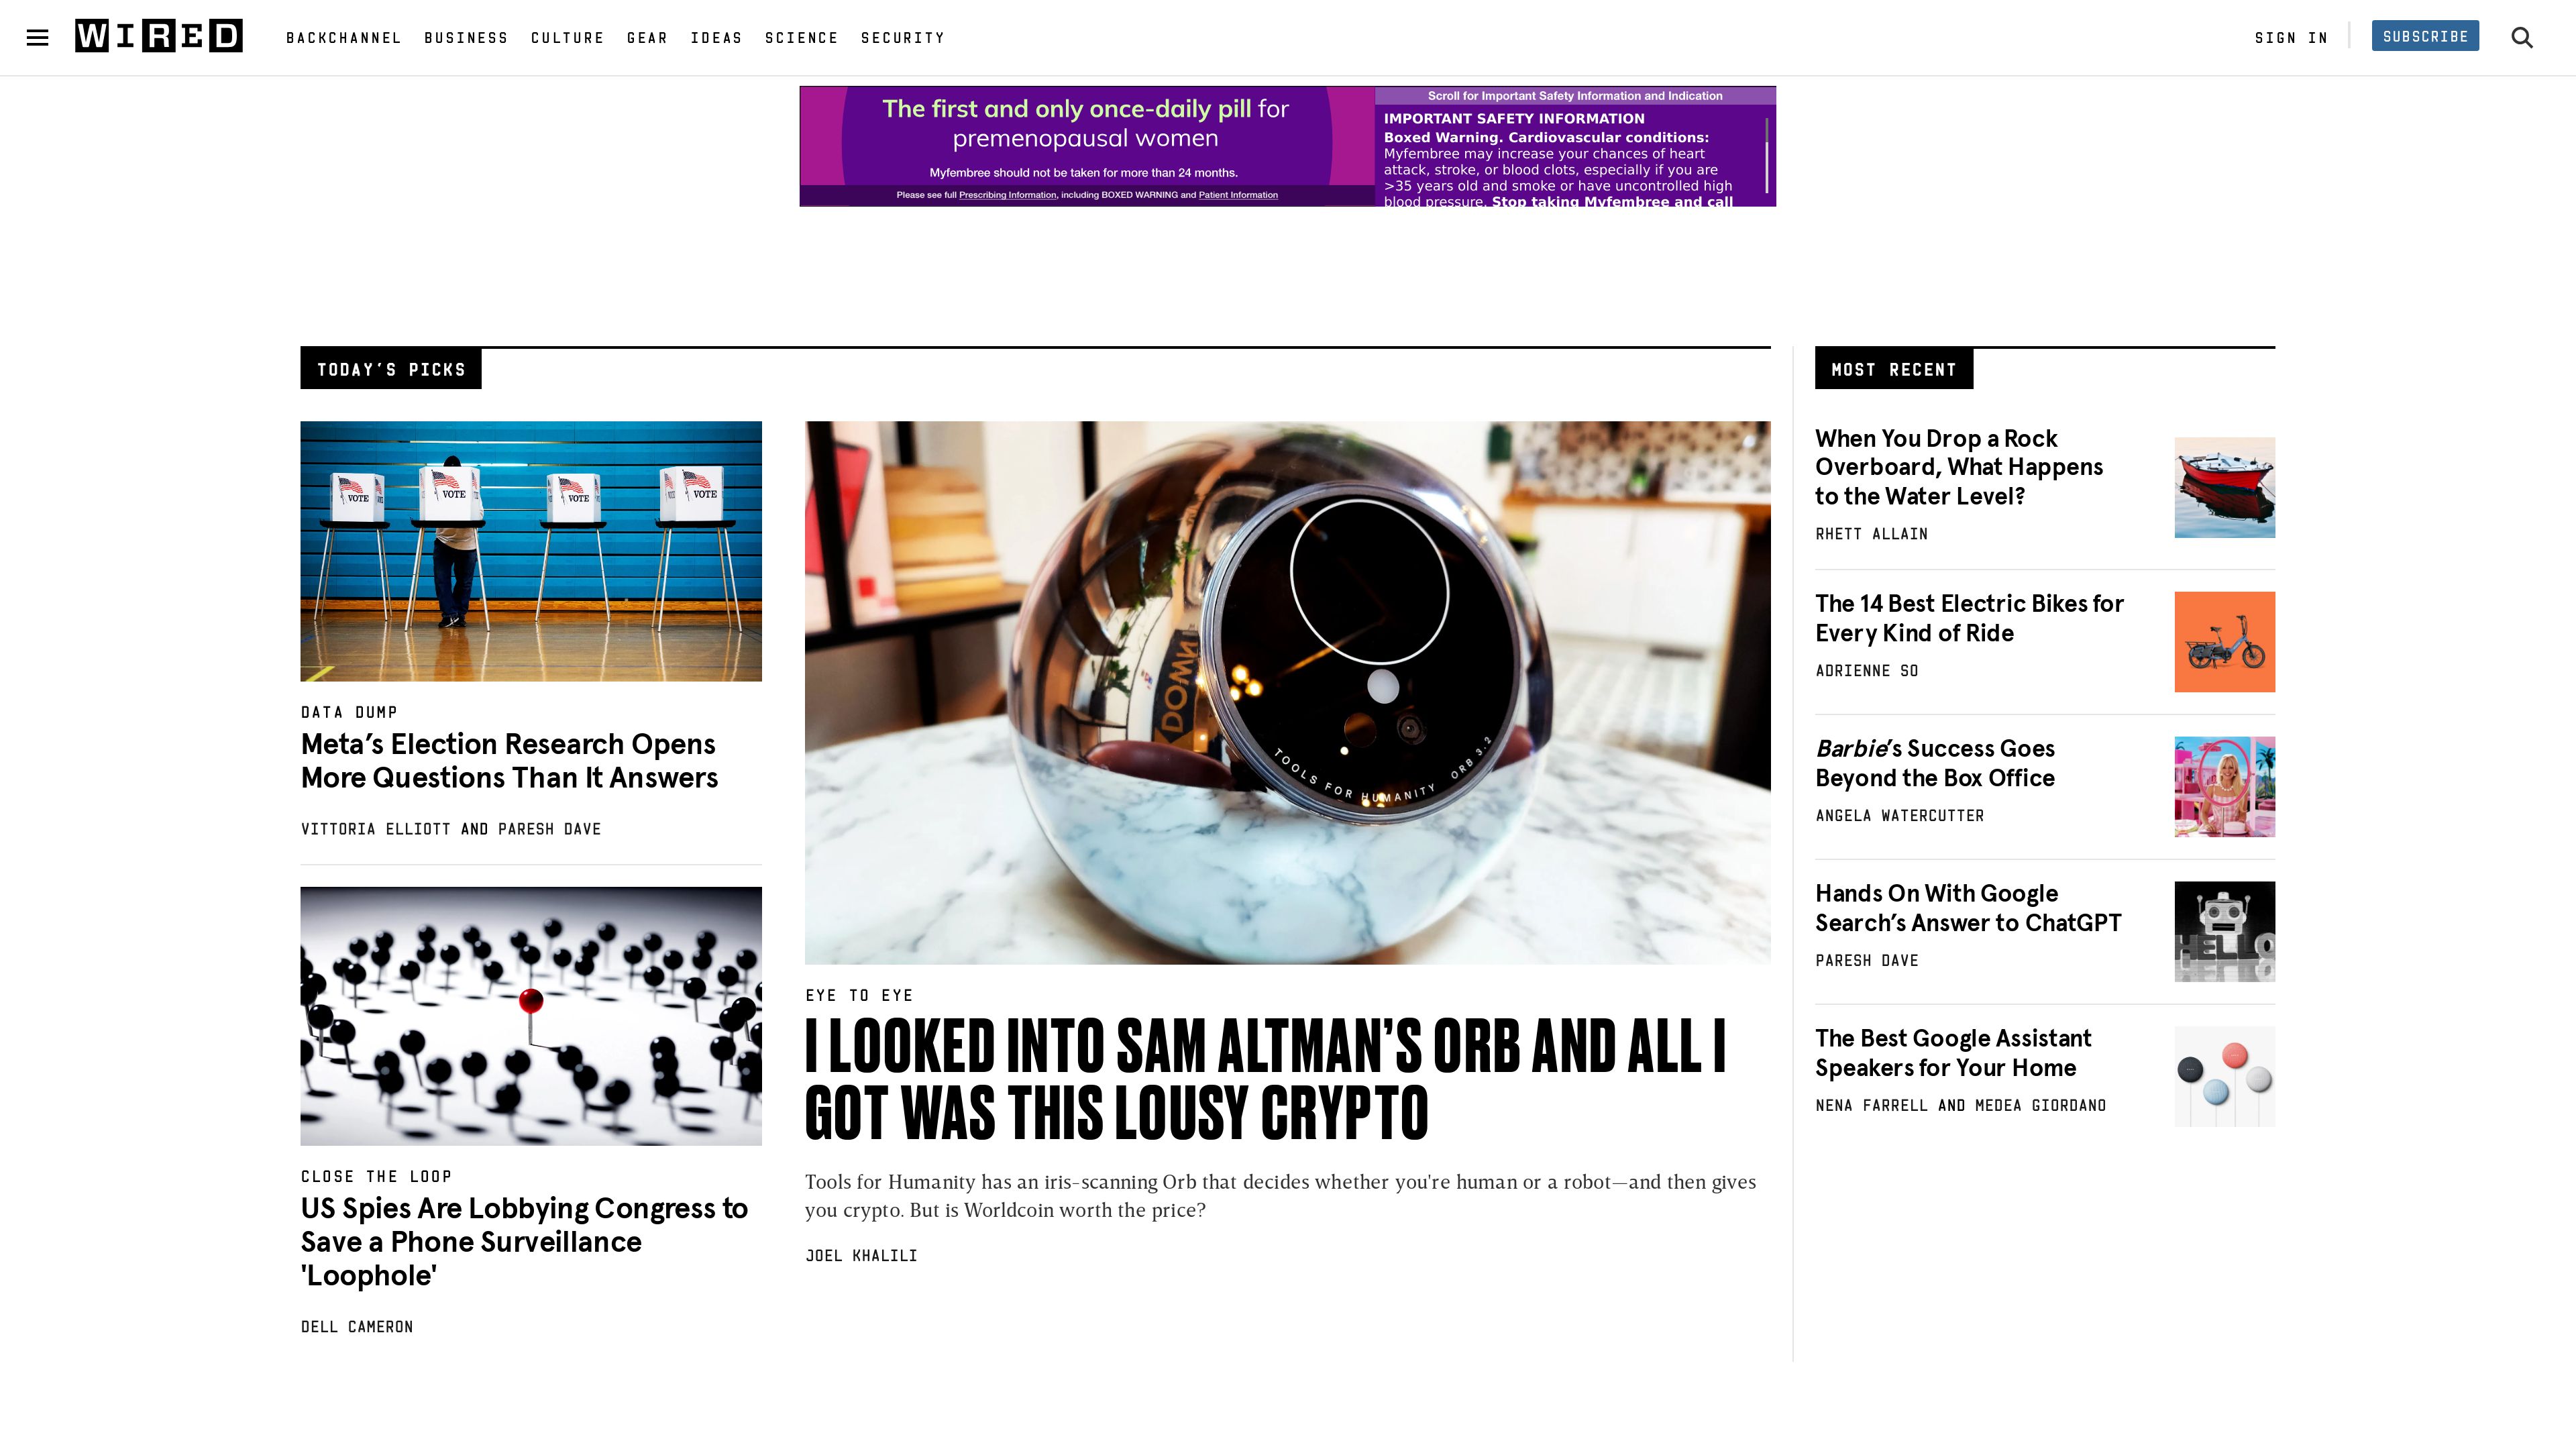 WIRED
BACKCHANNEL BUSINESS CULTURE GEAR IDEAS SCIENCE SECURITY
SIGN IN
SUBSCRIBE
The first and only once-daily pill for
premenopausal women
Myfembree should not be taken for more than 24 months.
Please see full Prescribing Information, including BOXED WARNING and Patient Information
Scroll for Important Safety Information and Indication
IMPORTANT SAFETY INFORMATION
Boxed Warning. Cardiovascular conditions:
Myfembree may increase your chances of heart
attack, stroke, or blood clots, especially if you are
>35 years old and smoke or have uncontrolled high
blood pressure. Stop taking Myfembree and call
TODAY'S PICKS
VOTE
VOTE
VOTE
VOTE
DATA DUMP
Meta’s Election Research Opens
More Questions Than It Answers
VITTORIA ELLIOTT AND PARESH DAVE
CLOSE THE LOOP
US Spies Are Lobbying Congress to
Save a Phone Surveillance
'Loophole'
DELL CAMERON
TOOLS FOR HUMANITY ORB 3.2
EYE TO EYE
I LOOKED INTO SAM ALTMAN’S ORB AND ALL I
GOT WAS THIS LOUSY CRYPTO
Tools for Humanity has an iris-scanning Orb that decides whether you're human or a robot—and then gives
you crypto. But is Worldcoin worth the price?
JOEL KHALILI
MOST RECENT
When You Drop a Rock
Overboard, What Happens
to the Water Level?
RHETT ALLAIN
The 14 Best Electric Bikes for
Every Kind of Ride
ADRIENNE SO
Barbie’s Success Goes
Beyond the Box Office
ANGELA WATERCUTTER
Hands On With Google
Search’s Answer to ChatGPT
PARESH DAVE
HELLO
The Best Google Assistant
Speakers for Your Home
NENA FARRELL AND MEDEA GIORDANO